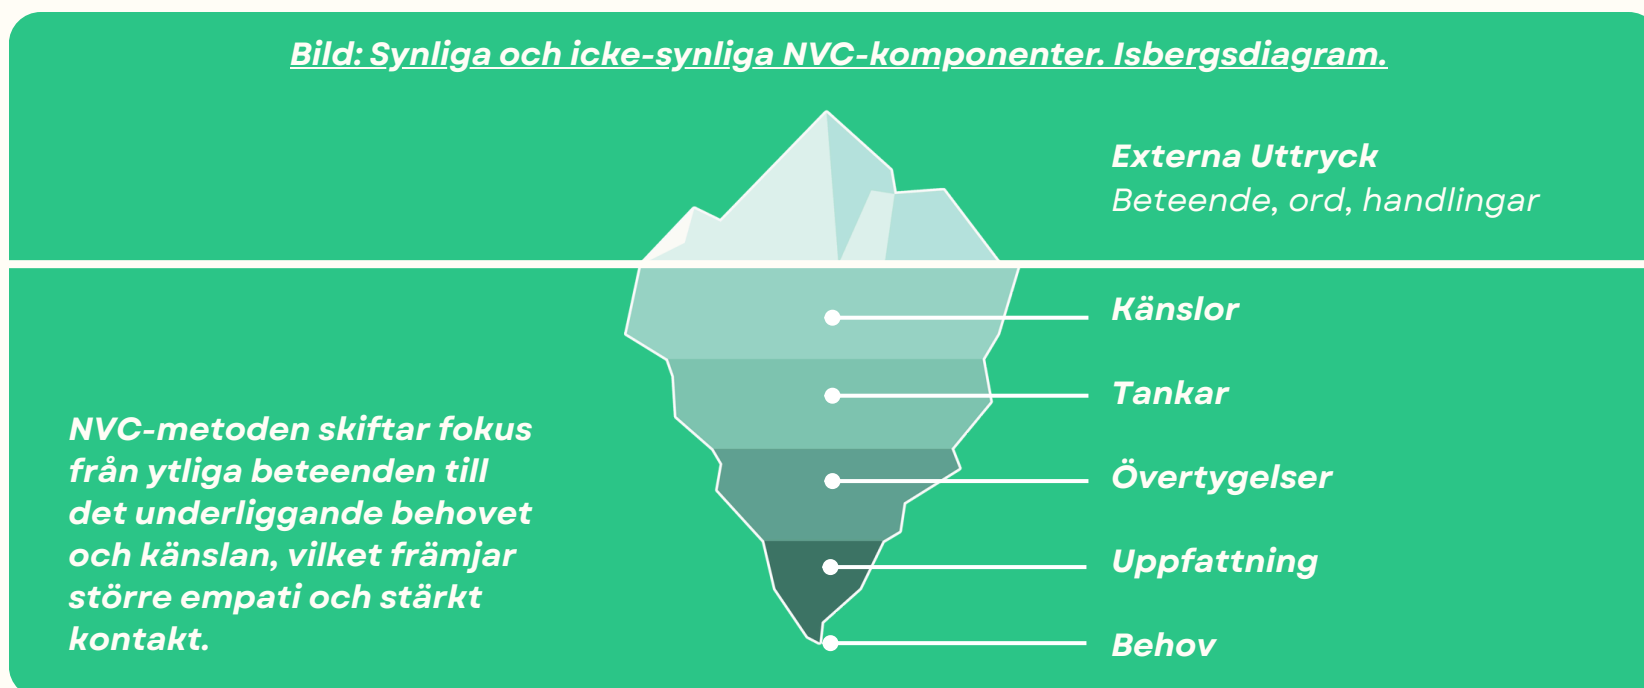 Bild: Synliga och icke-synliga NVC-komponenter. Isbergsdiagram.
Externa Uttryck
Beteende, ord, handlingar
Känslor
Tankar
Övertygelser
Uppfattning
Behov
NVC-metoden skiftar fokus
från ytliga beteenden till
det underliggande behovet
och känslan, vilket främjar
större empati och stärkt
kontakt.